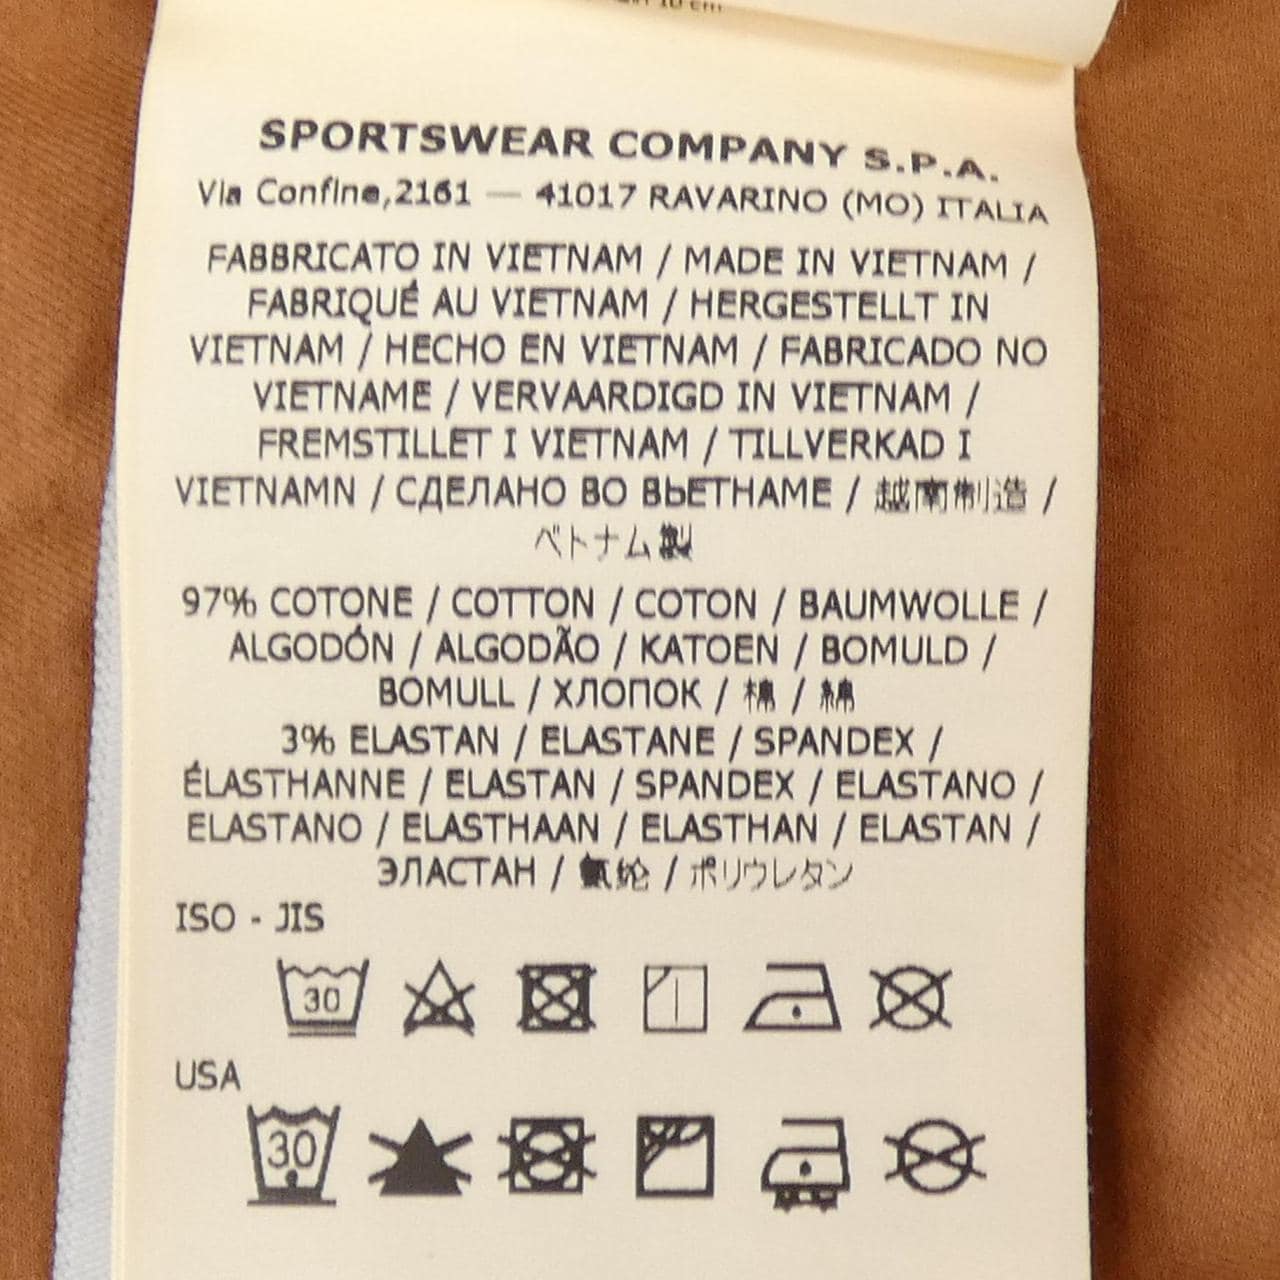 10 cm
SPORTSWEAR COMPANY S.P.A.
Via Confine,2161 — 41017 RAVARINO (MO) ITALIA
FABBRICATO IN VIETNAM / MADE IN VIETNAM /
FABRIQUÉ AU VIETNAM / HERGESTELLT IN
VIETNAM / HECHO EN VIETNAM / FABRICADO NO
VIETNAME / VERVAARDIGD IN VIETNAM /
FREMSTILLET I VIETNAM / TILLVERKAD I
VIETNAMN / СДЕЛАНО ВО ВЬЕТНАМЕ / 越南制造 /
ベトナム製
97% COTONE / COTTON / COTON / BAUMWOLLE /
ALGODÓN / ALGODÃO / KATOEN / BOMULD /
BOMULL / ХЛОПОК / 棉 / 綿
3% ELASTAN / ELASTANE / SPANDEX /
ÉLASTHANNE / ELASTAN / SPANDEX / ELASTANO /
ELASTANO / ELASTHAAN / ELASTHAN / ELASTAN /
ЭЛАСТАН / 氨纶 / ポリウレタン
ISO - JIS
30
USA
30